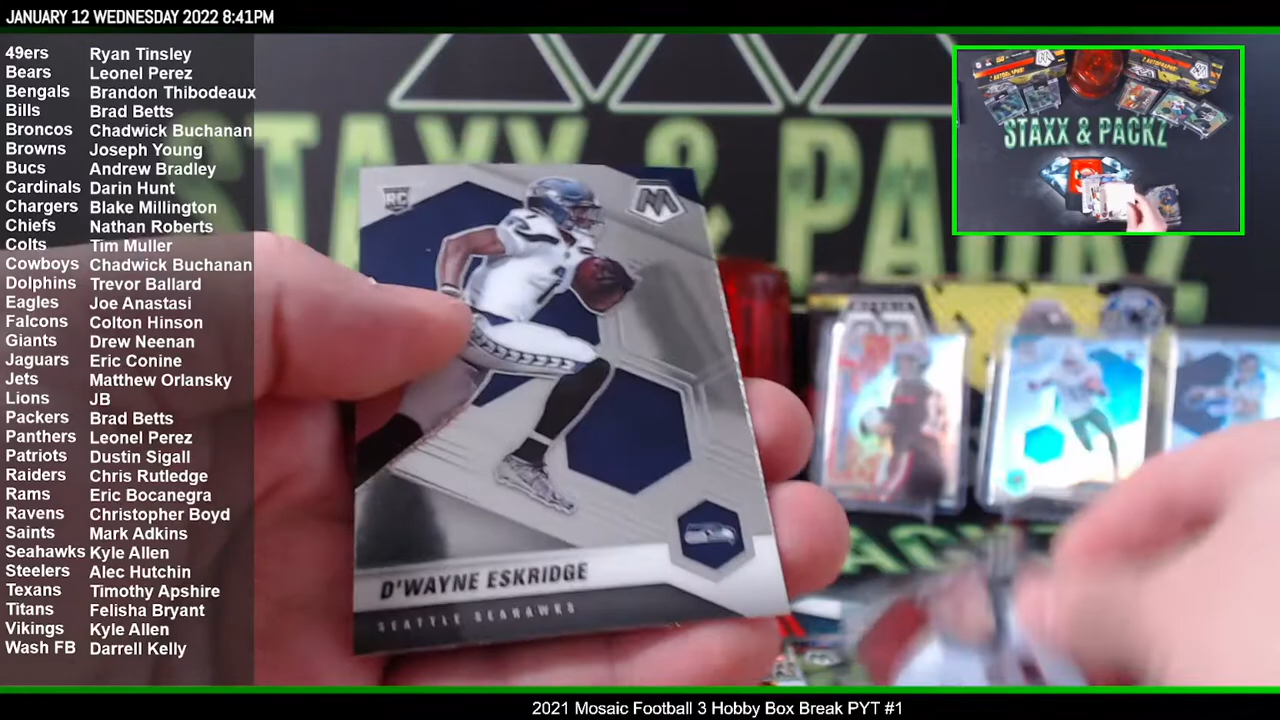 JANUARY 12 WEDNESDAY 2022 8:41PM
49ers Ryan Tinsley
Bears Leonel Perez
Bengals Brandon Thibodeaux
Bills Brad Betts
Broncos Chadwick Buchanan
Browns Joseph Young
Bucs Andrew Bradley
Cardinals Darin Hunt
Chargers Blake Millington
Chiefs Nathan Roberts
Colts Tim Muller
Cowboys Chadwick Buchanan
Dolphins Trevor Ballard
Eagles Joe Anastasi
Falcons Colton Hinson
Giants Drew Neenan
Jaguars Eric Conine
Jets Matthew Orlansky
Lions JB
Packers Brad Betts
Panthers Leonel Perez
Patriots Dustin Sigall
Raiders Chris Rutledge
Rams Eric Bocanegra
Ravens Christopher Boyd
Saints Mark Adkins
Seahawks Kyle Allen
Steelers Alec Hutchin
Texans Timothy Apshire
Titans Felisha Bryant
Vikings Kyle Allen
Wash FB Darrell Kelly
STAXX & PACKZ
RC
M
D'WAYNE ESKRIDGE
SEATTLE SEAHAWKS
STAXX & PACKZ
2021 Mosaic Football 3 Hobby Box Break PYT #1